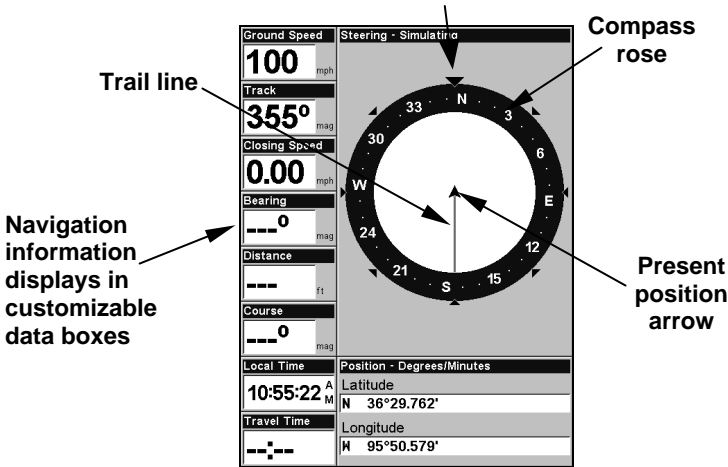 Ground Speed
100 mph
Track
355° mag
Closing Speed
0.00 mph
Bearing
---° mag
Distance
--- ft
Course
---° mag
Local Time
10:55:22 AM
Travel Time
--:--
Steering - Simulating
N
3
6
E
12
15
S
21
24
W
30
33
Position - Degrees/Minutes
Latitude
N 36°29.762'
Longitude
W 95°50.579'
Compass
rose
Trail line
Navigation
information
displays in
customizable
data boxes
Present
position
arrow